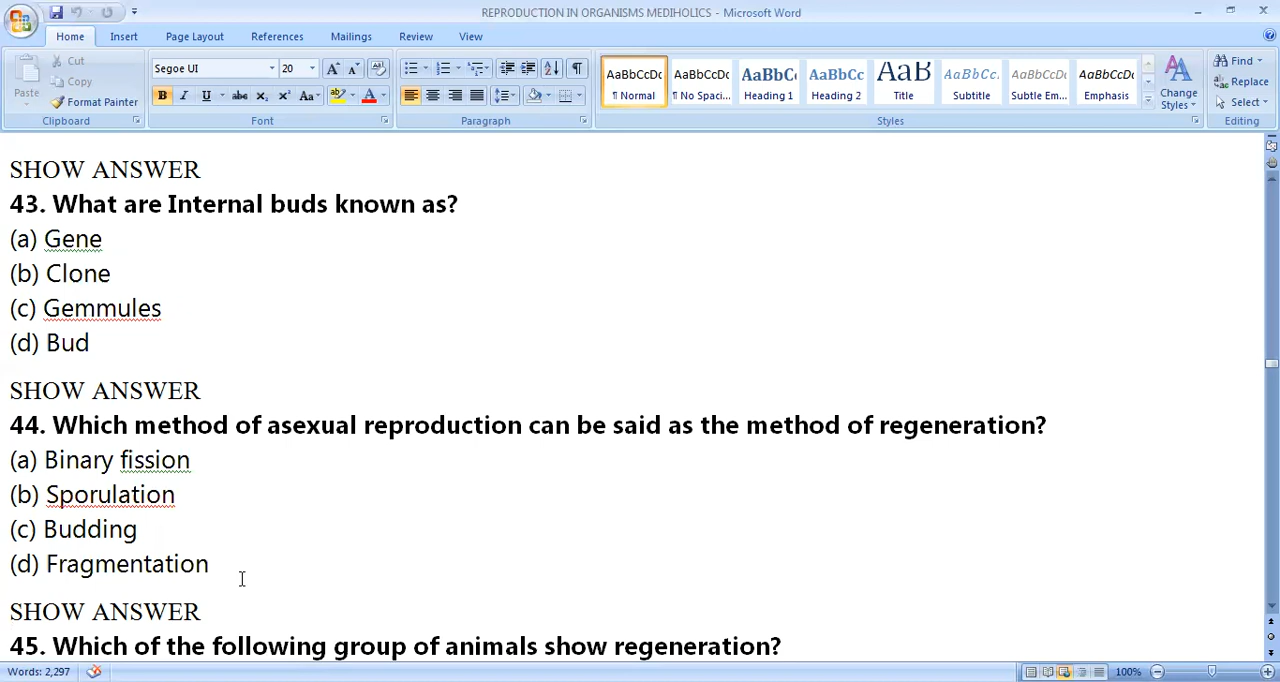 REPRODUCTION IN ORGANISMS MEDIHOLICS - Microsoft Word
Home Insert Page Layout References Mailings Review View
Paste
Cut
Copy
Format Painter
Clipboard
Segoe UI 20
Font
Paragraph
AaBbCcDc AaBbCcDc AaBbC AaBbCc AaB AaBbCc. AaBbCcDc AaBbCcDc
¶ Normal ¶ No Spaci... Heading 1 Heading 2 Title Subtitle Subtle Em... Emphasis
Change Styles
Styles
Find
Replace
Select
Editing
SHOW ANSWER
43. What are Internal buds known as?
(a) Gene
(b) Clone
(c) Gemmules
(d) Bud
SHOW ANSWER
44. Which method of asexual reproduction can be said as the method of regeneration?
(a) Binary fission
(b) Sporulation
(c) Budding
(d) Fragmentation
SHOW ANSWER
45. Which of the following group of animals show regeneration?
Words: 2,297
100%